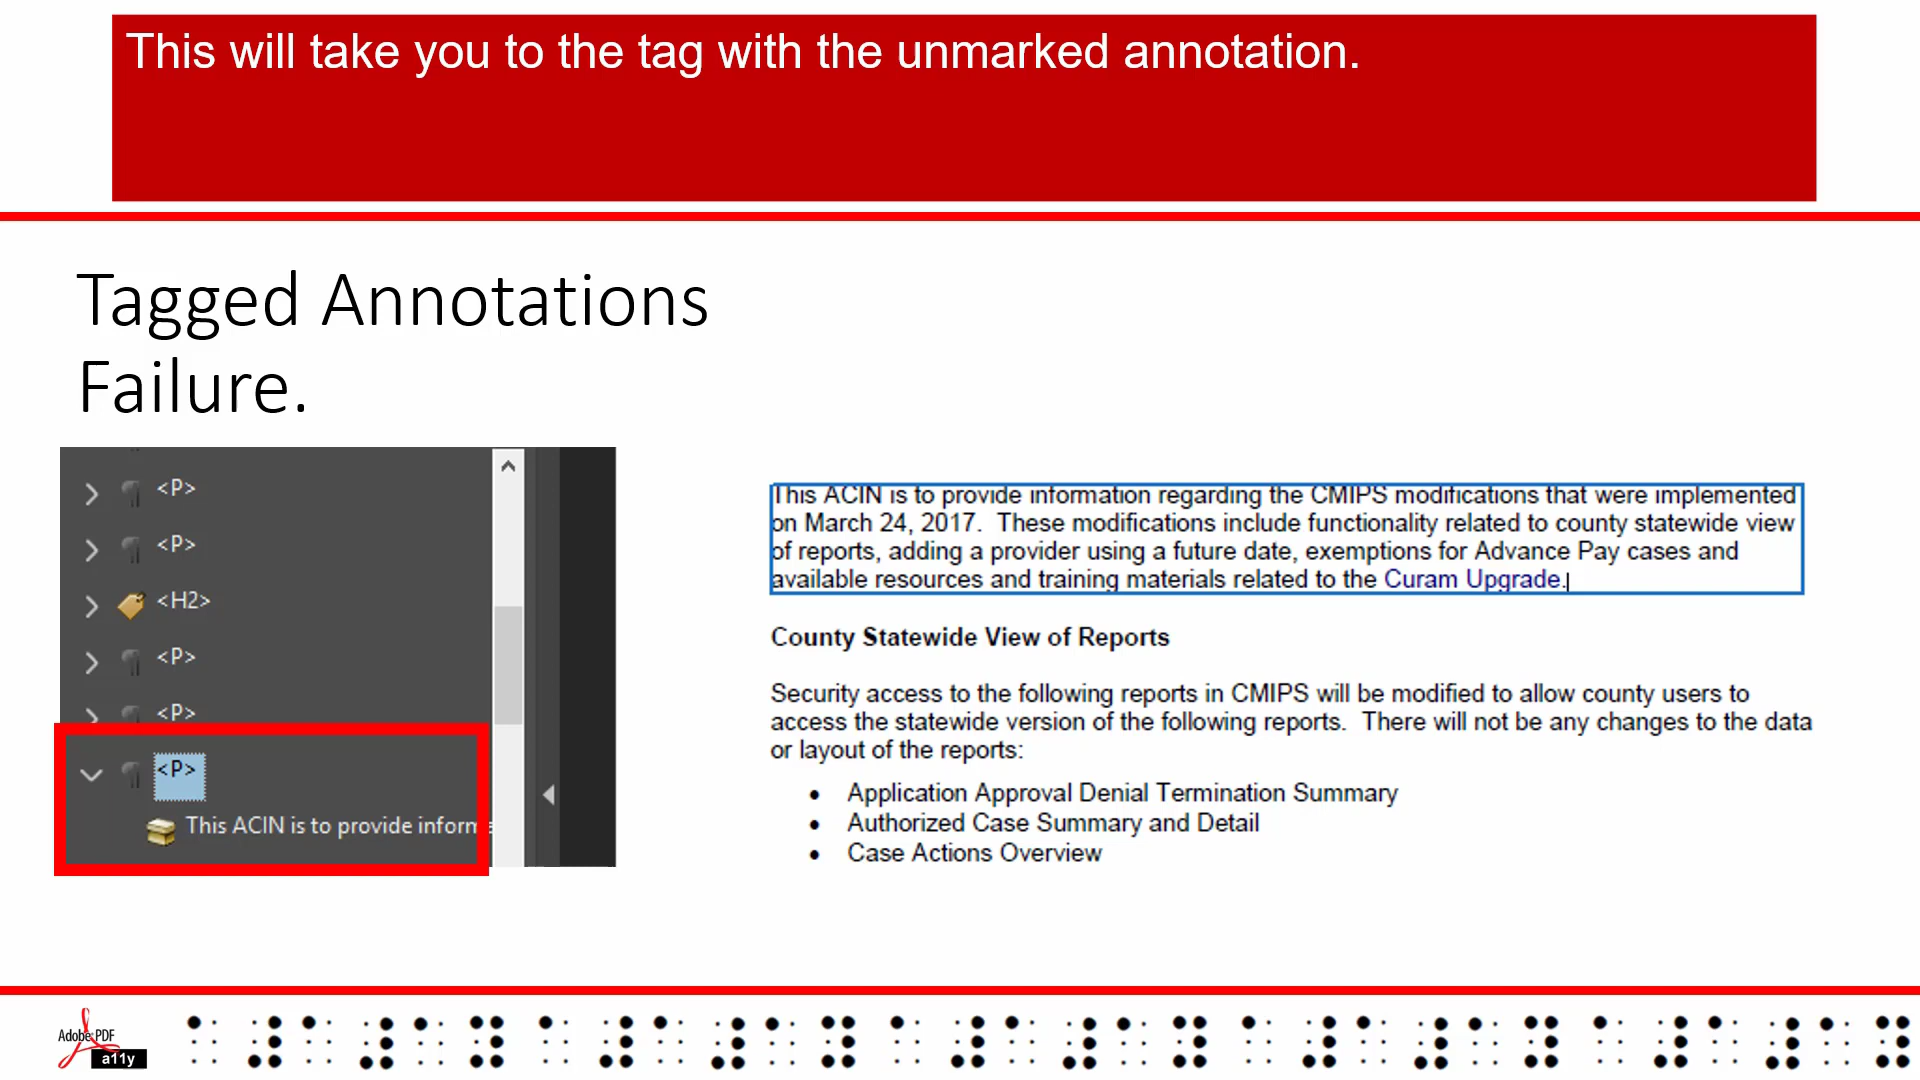 This will take you to the tag with the unmarked annotation.
Tagged Annotations
Failure.
<P>
<P>
<H2>
<P>
<P>
<P>
This ACIN is to provide inform
This ACIN is to provide information regarding the CMIPS modifications that were implemented
on March 24, 2017.  These modifications include functionality related to county statewide view
of reports, adding a provider using a future date, exemptions for Advance Pay cases and
available resources and training materials related to the Curam Upgrade.
County Statewide View of Reports
Security access to the following reports in CMIPS will be modified to allow county users to
access the statewide version of the following reports.  There will not be any changes to the data
or layout of the reports:
• Application Approval Denial Termination Summary
• Authorized Case Summary and Detail
• Case Actions Overview
Adobe PDF
a11y